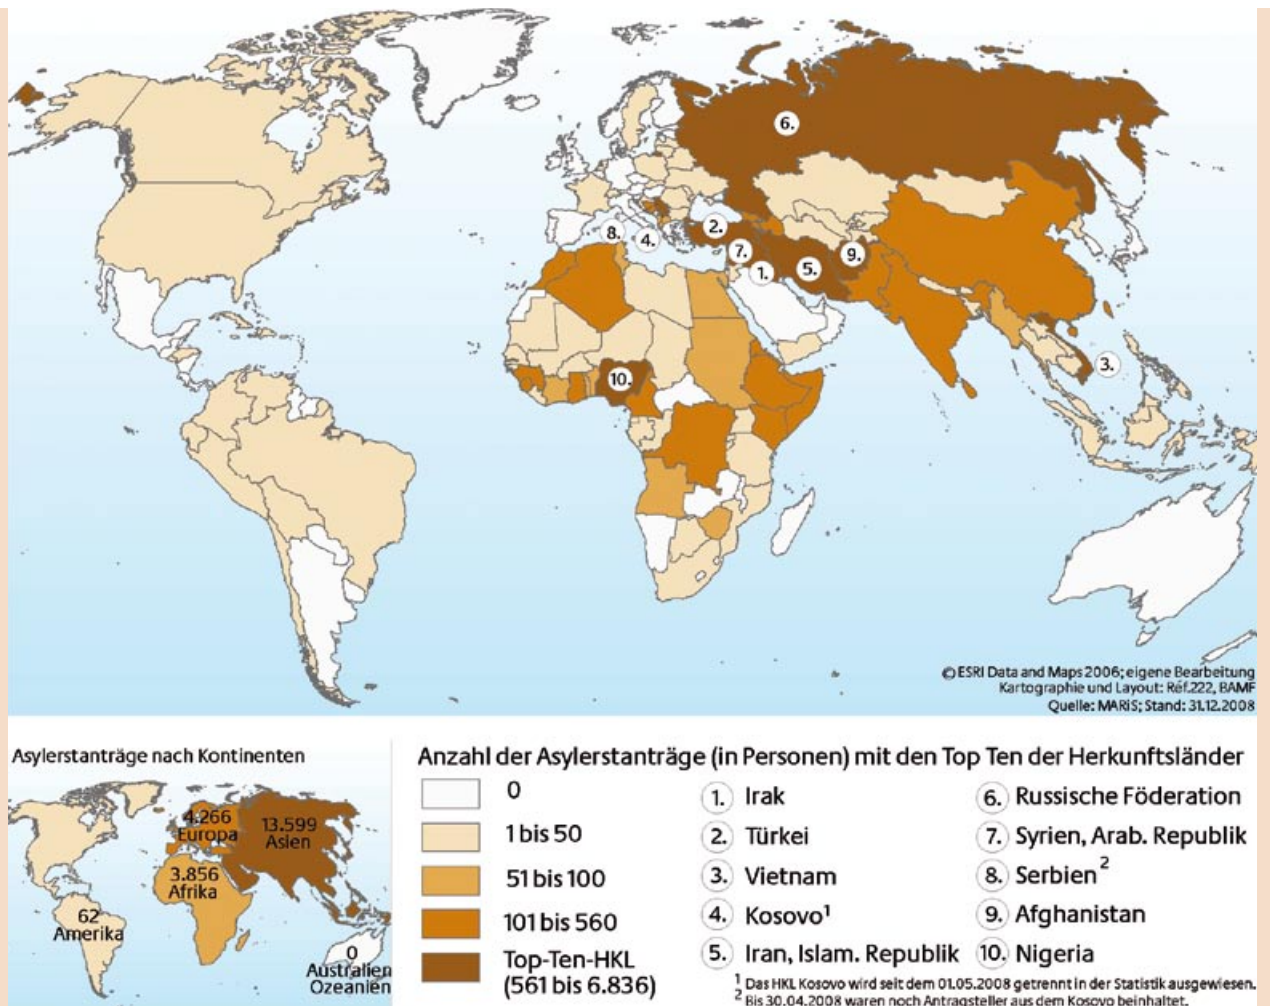 6.
8.
4.
2.
7.
1.
5.
9.
3.
10.
© ESRI Data and Maps 2006; eigene Bearbeitung
Kartographie und Layout: Ref.222, BAMF
Quelle: MARiS; Stand: 31.12.2008
Asylerstanträge nach Kontinenten
4.266
Europa
13.599
Asien
3.856
Afrika
62
Amerika
0
Australien
Ozeanien
Anzahl der Asylerstanträge (in Personen) mit den Top Ten der Herkunftsländer
0
1 bis 50
51 bis 100
101 bis 560
Top-Ten-HKL
(561 bis 6.836)
1. Irak
2. Türkei
3. Vietnam
4. Kosovo¹
5. Iran, Islam. Republik
6. Russische Föderation
7. Syrien, Arab. Republik
8. Serbien²
9. Afghanistan
10. Nigeria
¹ Das HKL Kosovo wird seit dem 01.05.2008 getrennt in der Statistik ausgewiesen.
² Bis 30.04.2008 waren noch Antragsteller aus dem Kosovo beinhaltet.